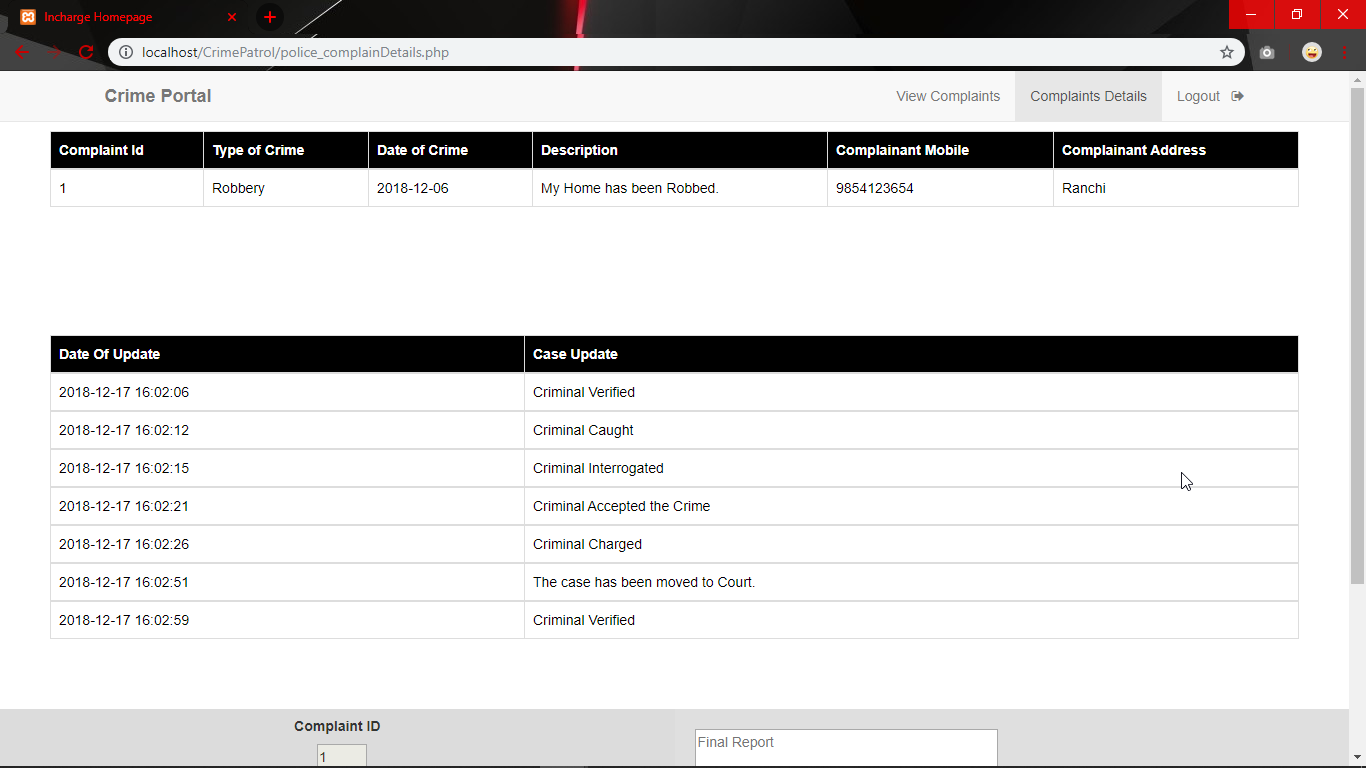 Incharge Homepage
localhost/CrimePatrol/police_complainDetails.php
Crime Portal View Complaints Complaints Details Logout
Complaint Id Type of Crime Date of Crime Description Complainant Mobile Complainant Address
1 Robbery 2018-12-06 My Home has been Robbed. 9854123654 Ranchi
Date Of Update Case Update
2018-12-17 16:02:06 Criminal Verified
2018-12-17 16:02:12 Criminal Caught
2018-12-17 16:02:15 Criminal Interrogated
2018-12-17 16:02:21 Criminal Accepted the Crime
2018-12-17 16:02:26 Criminal Charged
2018-12-17 16:02:51 The case has been moved to Court.
2018-12-17 16:02:59 Criminal Verified
Complaint ID
1
Final Report